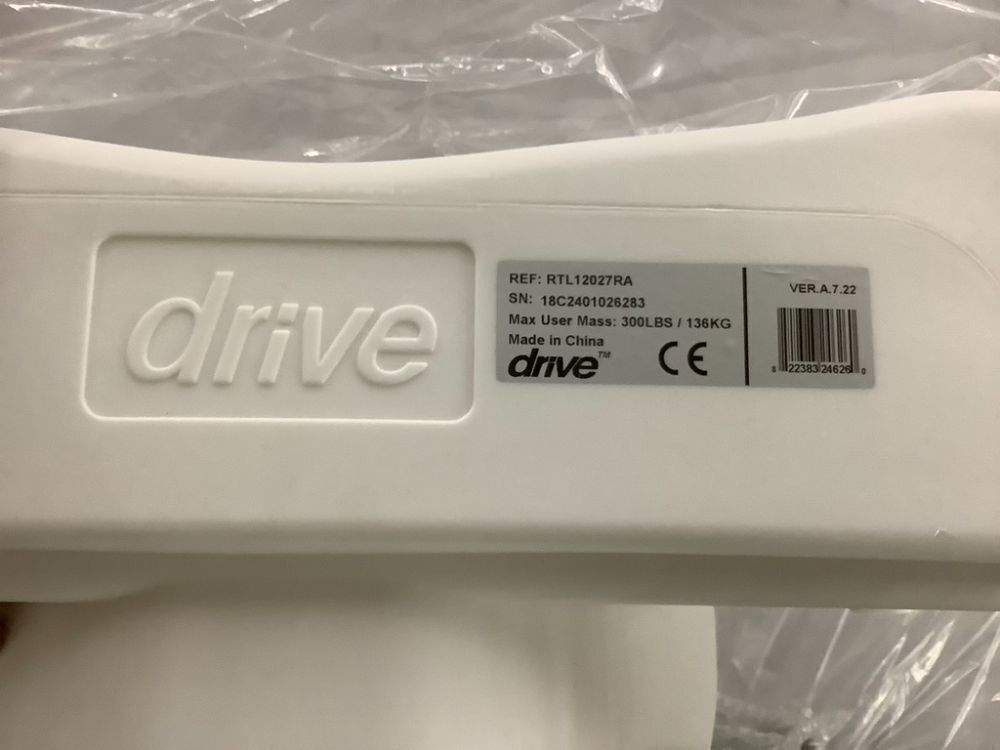 drive
REF: RTL12027RA
SN: 18C2401026283
Max User Mass: 300LBS / 136KG
Made in China
drive™ CE
VER.A.7.22
8 22383 24626 0